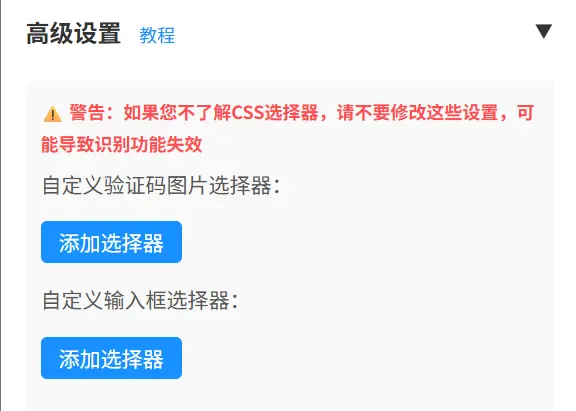 高级设置 教程 ▼
⚠️ 警告：如果您不了解CSS选择器，请不要修改这些设置，可
能导致识别功能失效
自定义验证码图片选择器：
添加选择器
自定义输入框选择器：
添加选择器